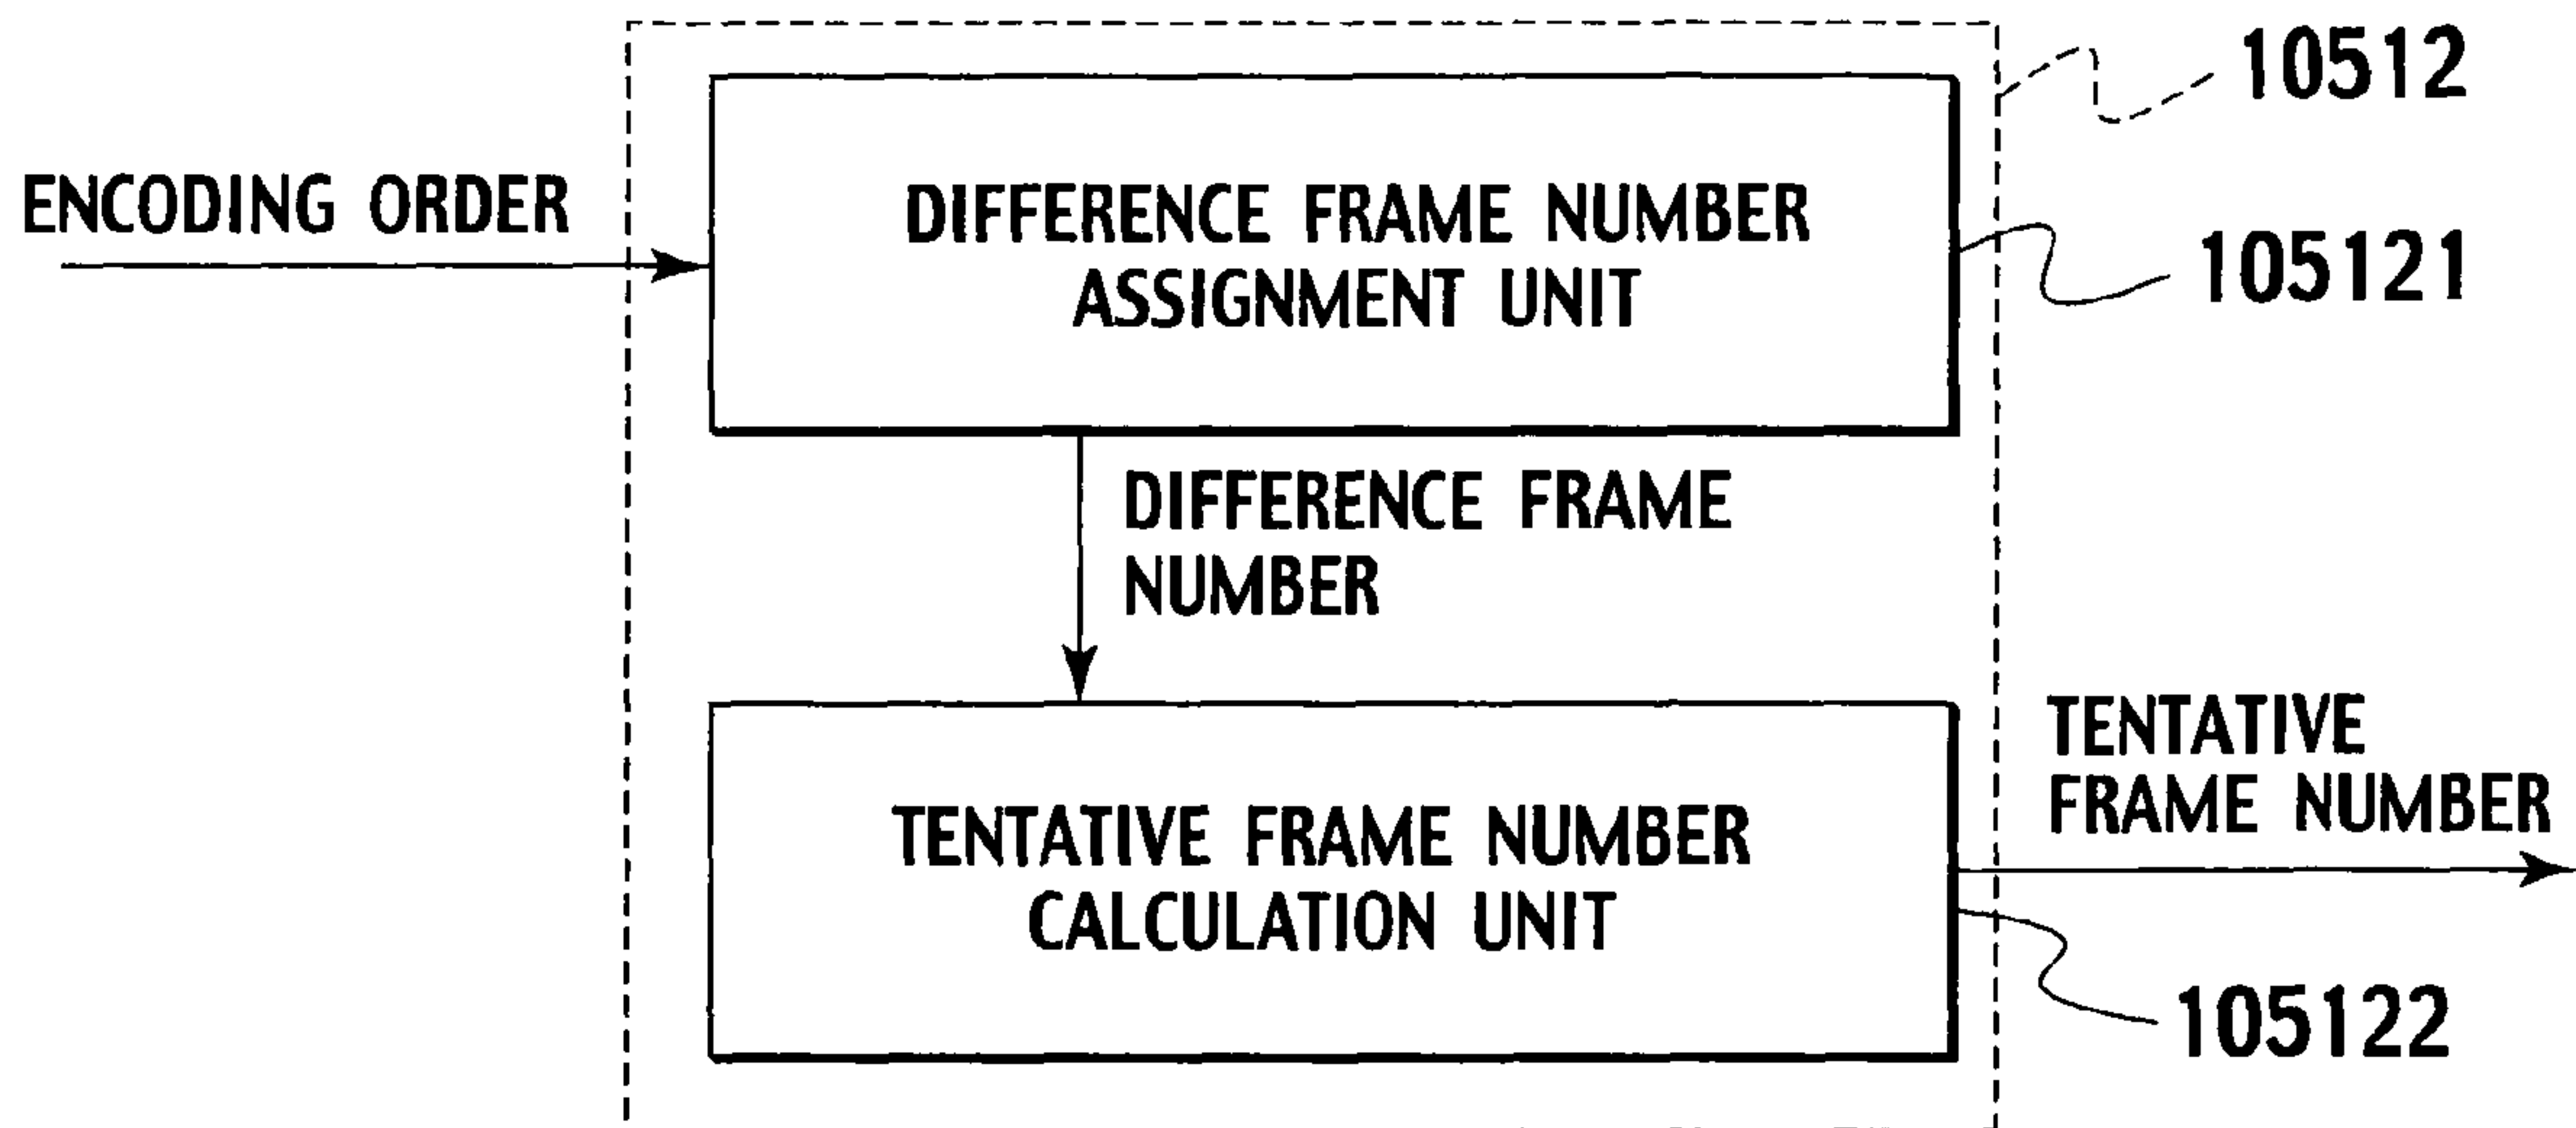 10512
ENCODING ORDER
DIFFERENCE FRAME NUMBER
ASSIGNMENT UNIT
105121
DIFFERENCE FRAME
NUMBER
TENTATIVE
FRAME NUMBER
TENTATIVE FRAME NUMBER
CALCULATION UNIT
105122